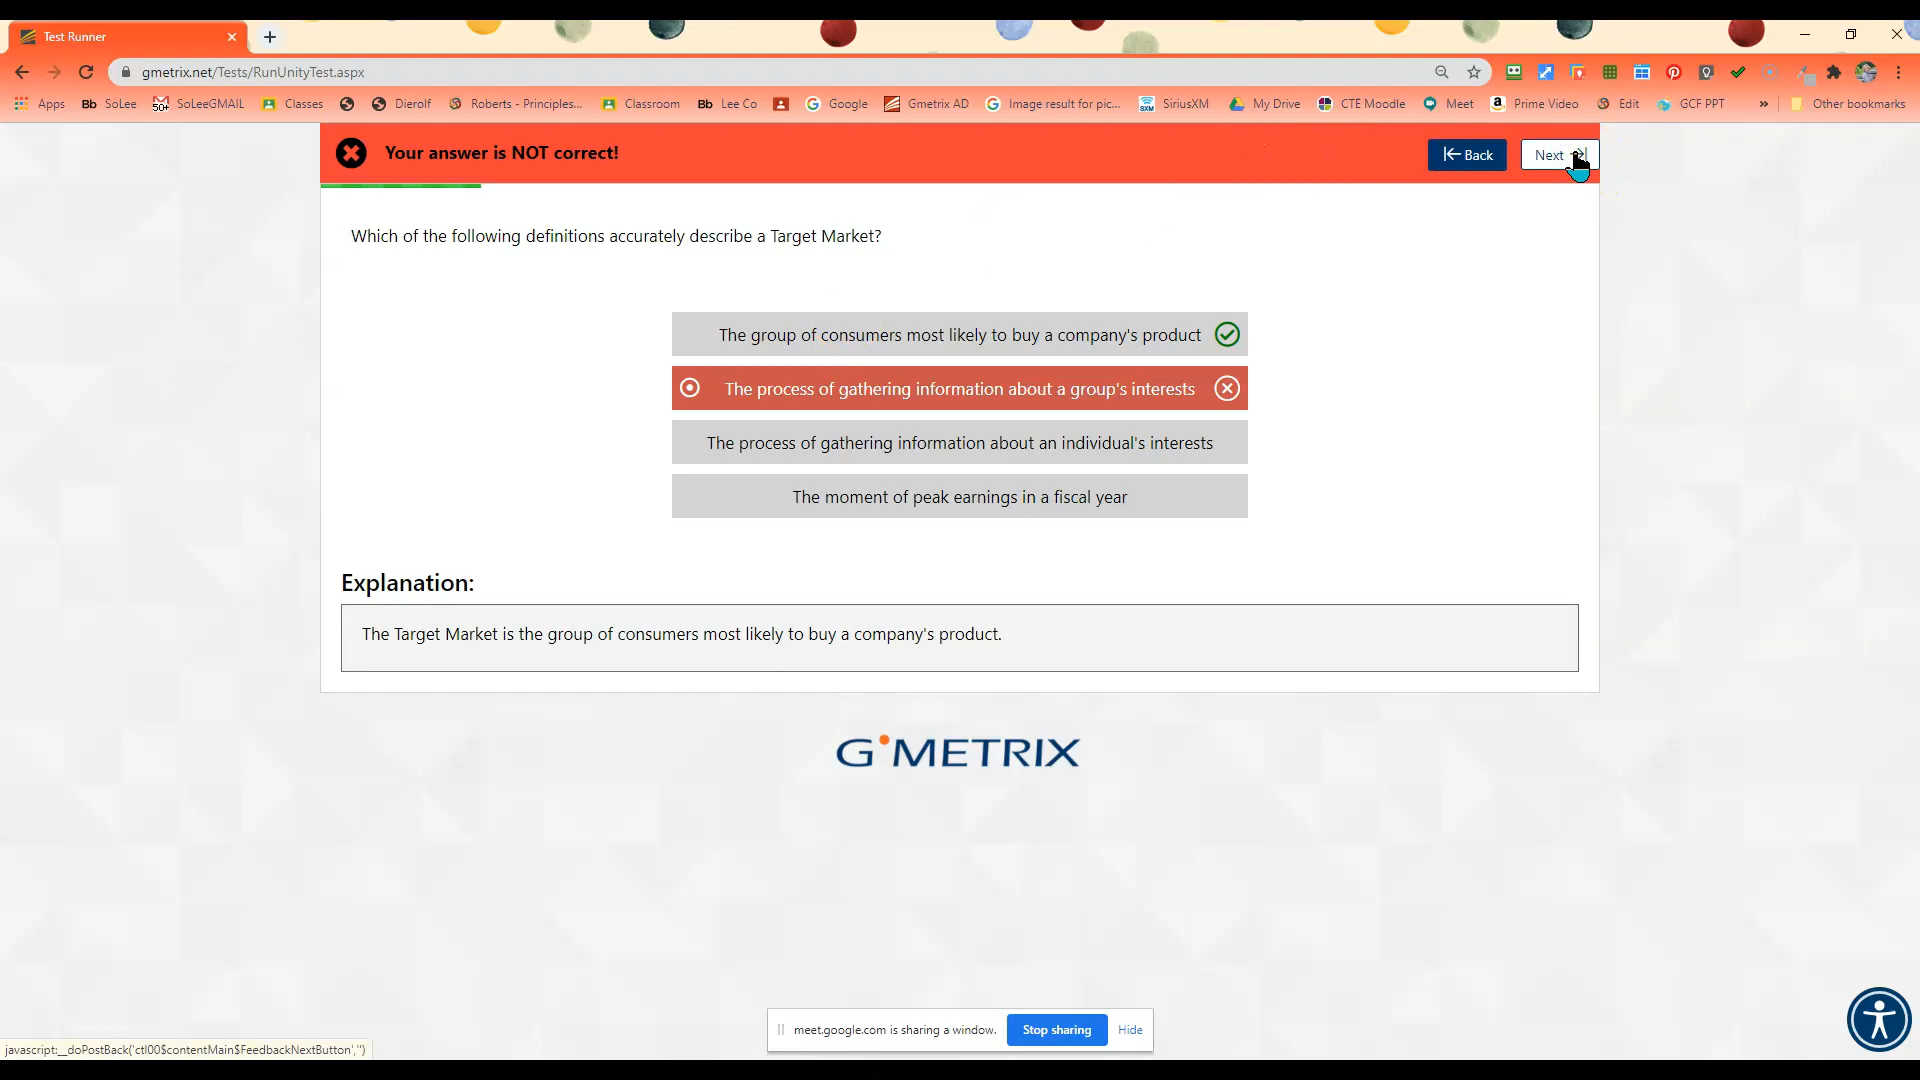 Test Runner
gmetrix.net/Tests/RunUnityTest.aspx
Apps Bb SoLee 50+ SoLeeGMAIL Classes Dierolf Roberts - Principles... Classroom Bb Lee Co Google Gmetrix AD Image result for pic... SXM SiriusXM My Drive CTE Moodle Meet Prime Video Edit GCF PPT » Other bookmarks
Your answer is NOT correct!
Back
Next
Which of the following definitions accurately describe a Target Market?
The group of consumers most likely to buy a company's product
The process of gathering information about a group's interests
The process of gathering information about an individual's interests
The moment of peak earnings in a fiscal year
Explanation:
The Target Market is the group of consumers most likely to buy a company's product.
GMETRIX
meet.google.com is sharing a window. Stop sharing Hide
javascript:__doPostBack('ctl00$contentMain$FeedbackNextButton','')